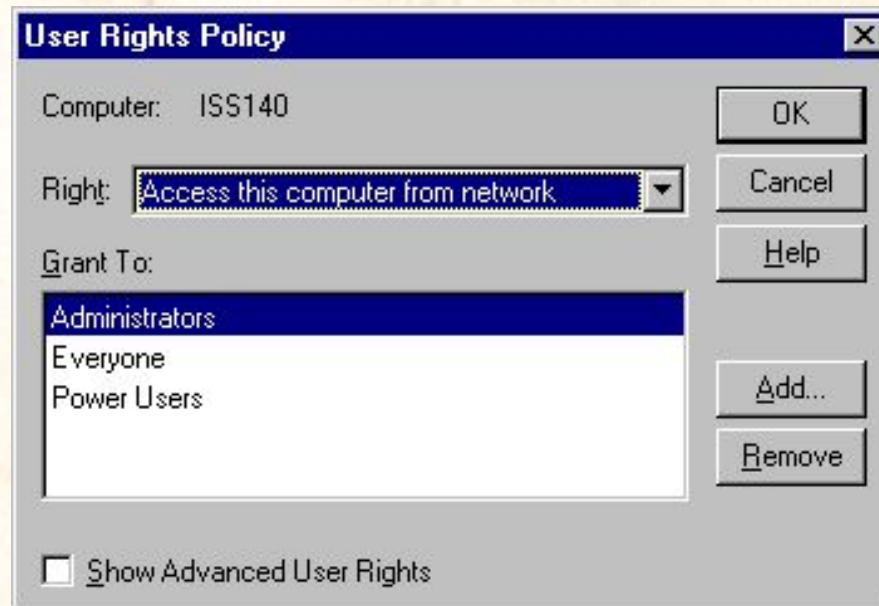 User Rights Policy
Computer: ISS140
OK
Right: Access this computer from network
Cancel
Help
Grant To:
Administrators
Everyone
Power Users
Add...
Remove
Show Advanced User Rights